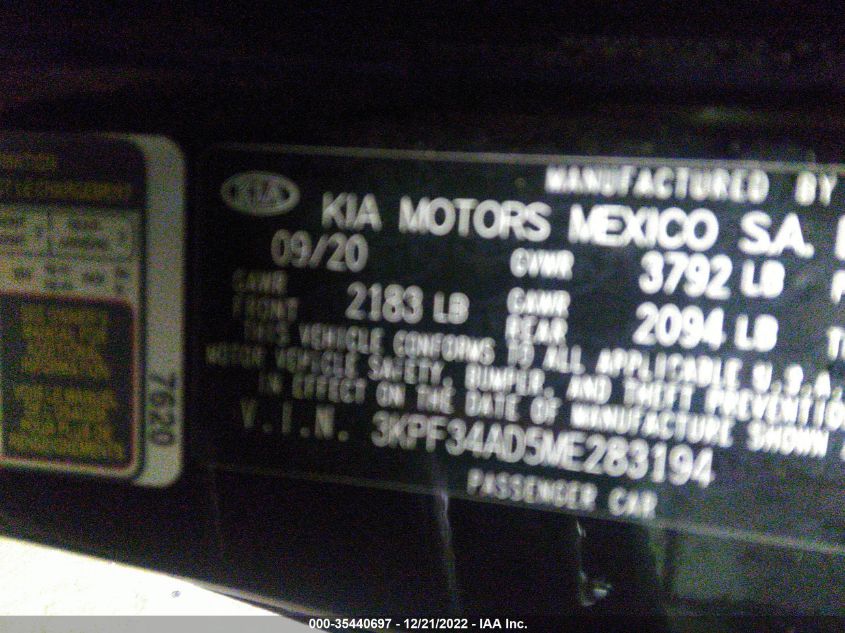 KIA
MANUFACTURED BY
KIA MOTORS MEXICO S.A.
09/20
GVWR 3792 LB
GAWR
FRONT 2183 LB
GAWR
REAR 2094 LB
THIS VEHICLE CONFORMS TO ALL APPLICABLE U.S.A.
MOTOR VEHICLE SAFETY, BUMPER, AND THEFT PREVENTION
IN EFFECT ON THE DATE OF MANUFACTURE SHOWN
V.I.N. 3KPF34AD5ME283194
PASSENGER CAR
7620
000-35440697 - 12/21/2022 - IAA Inc.